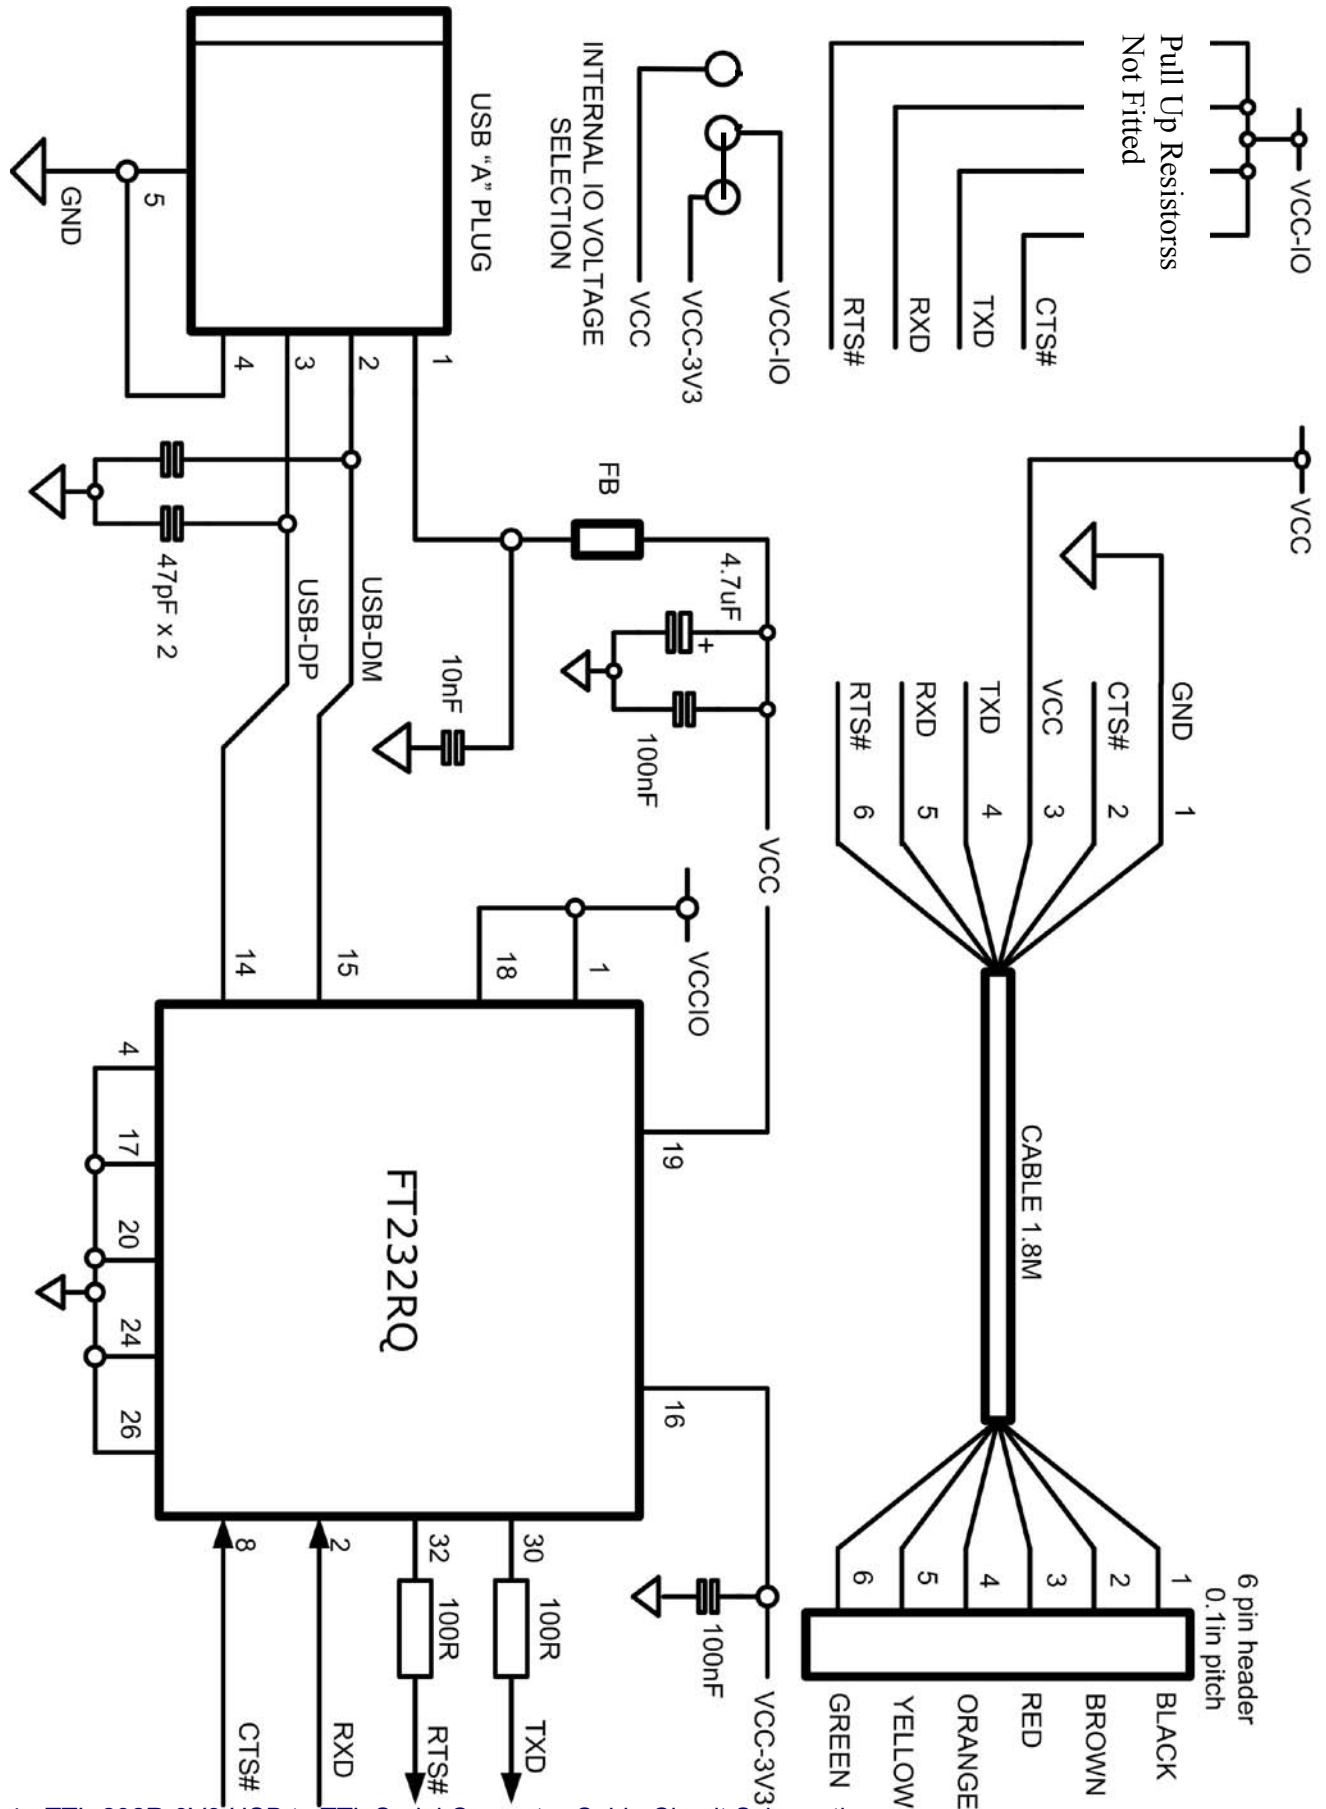 USB "A" PLUG
1
2
3
4
5
GND
47pF x 2
USB-DM
USB-DP
FB
10nF
4.7uF
+
100nF
VCC
VCCIO
14
15
18
1
19
16
4
17
20
24
26
FT232RQ
8
2
32
30
100R
100R
100nF
CTS#
RXD
RTS#
TXD
VCC-3V3
INTERNAL IO VOLTAGE
SELECTION
VCC
VCC-3V3
VCC-IO
Pull Up Resistorss
Not Fitted
VCC-IO
RTS#
RXD
TXD
CTS#
VCC
GND
CTS#
VCC
TXD
RXD
RTS#
1
2
3
4
5
6
CABLE 1.8M
6 pin header
0.1in pitch
1
2
3
4
5
6
BLACK
BROWN
RED
ORANGE
YELLOW
GREEN